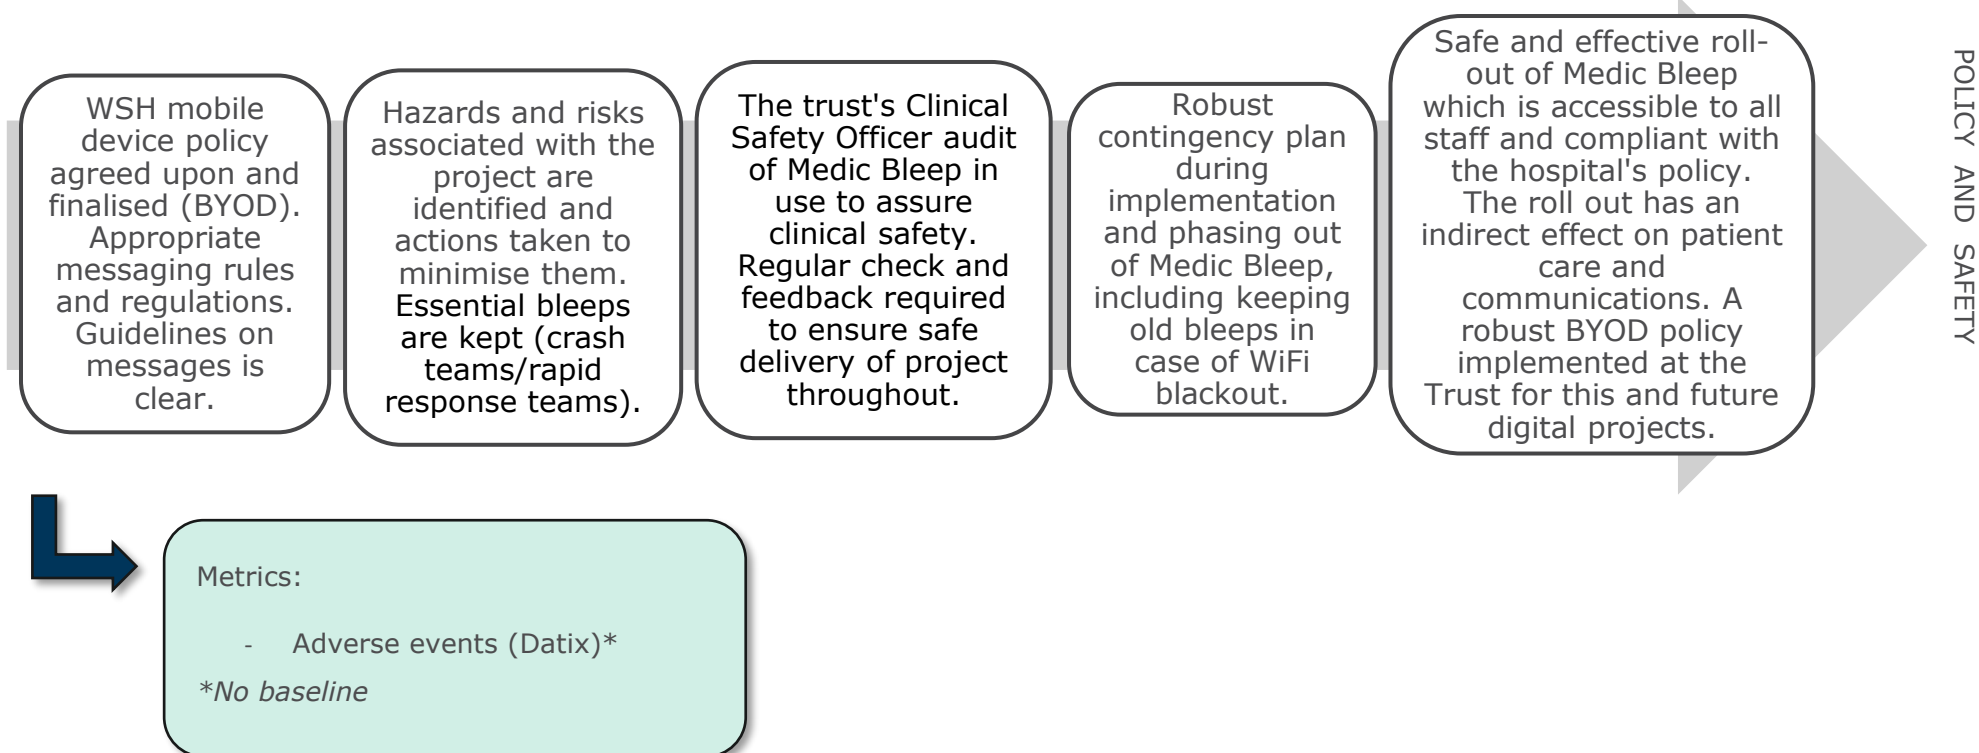 WSH mobile
device policy
agreed upon and
finalised (BYOD).
Appropriate
messaging rules
and regulations.
Guidelines on
messages is
clear.
Hazards and risks
associated with the
project are
identified and
actions taken to
minimise them.
Essential bleeps
are kept (crash
teams/rapid
response teams).
The trust's Clinical
Safety Officer audit
of Medic Bleep in
use to assure
clinical safety.
Regular check and
feedback required
to ensure safe
delivery of project
throughout.
Robust
contingency plan
during
implementation
and phasing out
of Medic Bleep,
including keeping
old bleeps in
case of WiFi
blackout.
Safe and effective roll-
out of Medic Bleep
which is accessible to all
staff and compliant with
the hospital's policy.
The roll out has an
indirect effect on patient
care and
communications. A
robust BYOD policy
implemented at the
Trust for this and future
digital projects.
POLICY AND SAFETY
Metrics:
- Adverse events (Datix)*
*No baseline